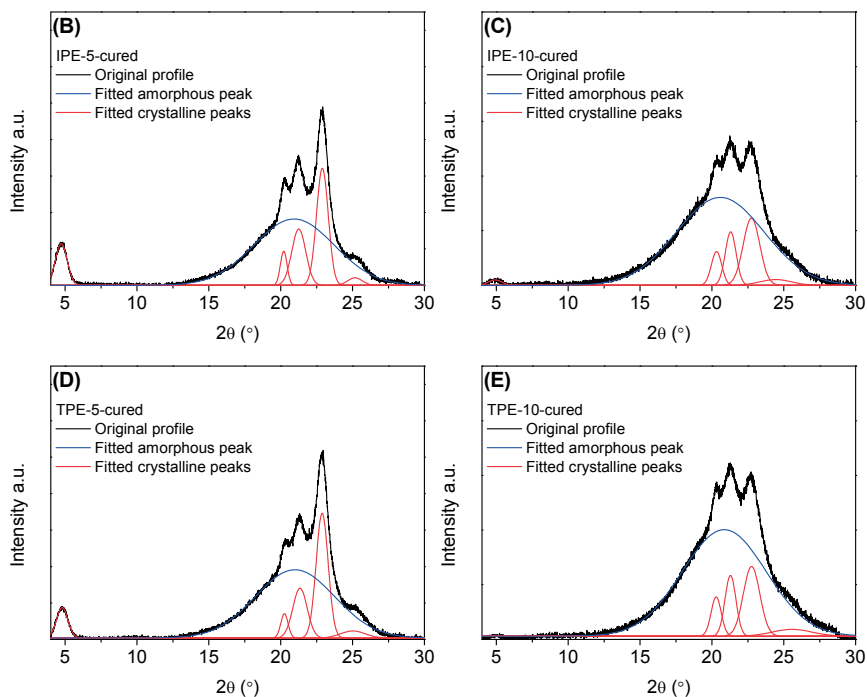 (B)
IPE-5-cured
Original profile
Fitted amorphous peak
Fitted crystalline peaks
Intensity a.u.
5 10 15 20 25 30
2θ (°)
(C)
IPE-10-cured
Original profile
Fitted amorphous peak
Fitted crystalline peaks
Intensity a.u.
5 10 15 20 25 30
2θ (°)
(D)
TPE-5-cured
Original profile
Fitted amorphous peak
Fitted crystalline peaks
Intensity a.u.
5 10 15 20 25 30
2θ (°)
(E)
TPE-10-cured
Original profile
Fitted amorphous peak
Fitted crystalline peaks
Intensity a.u.
5 10 15 20 25 30
2θ (°)